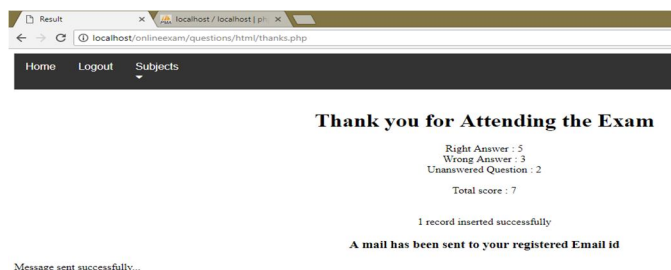 Result
localhost / localhost | ph
localhost/onlineexam/questions/html/thanks.php
Home Logout Subjects
Thank you for Attending the Exam
Right Answer : 5
Wrong Answer : 3
Unanswered Question : 2
Total score : 7
1 record inserted successfully
A mail has been sent to your registered Email id
Message sent successfully...